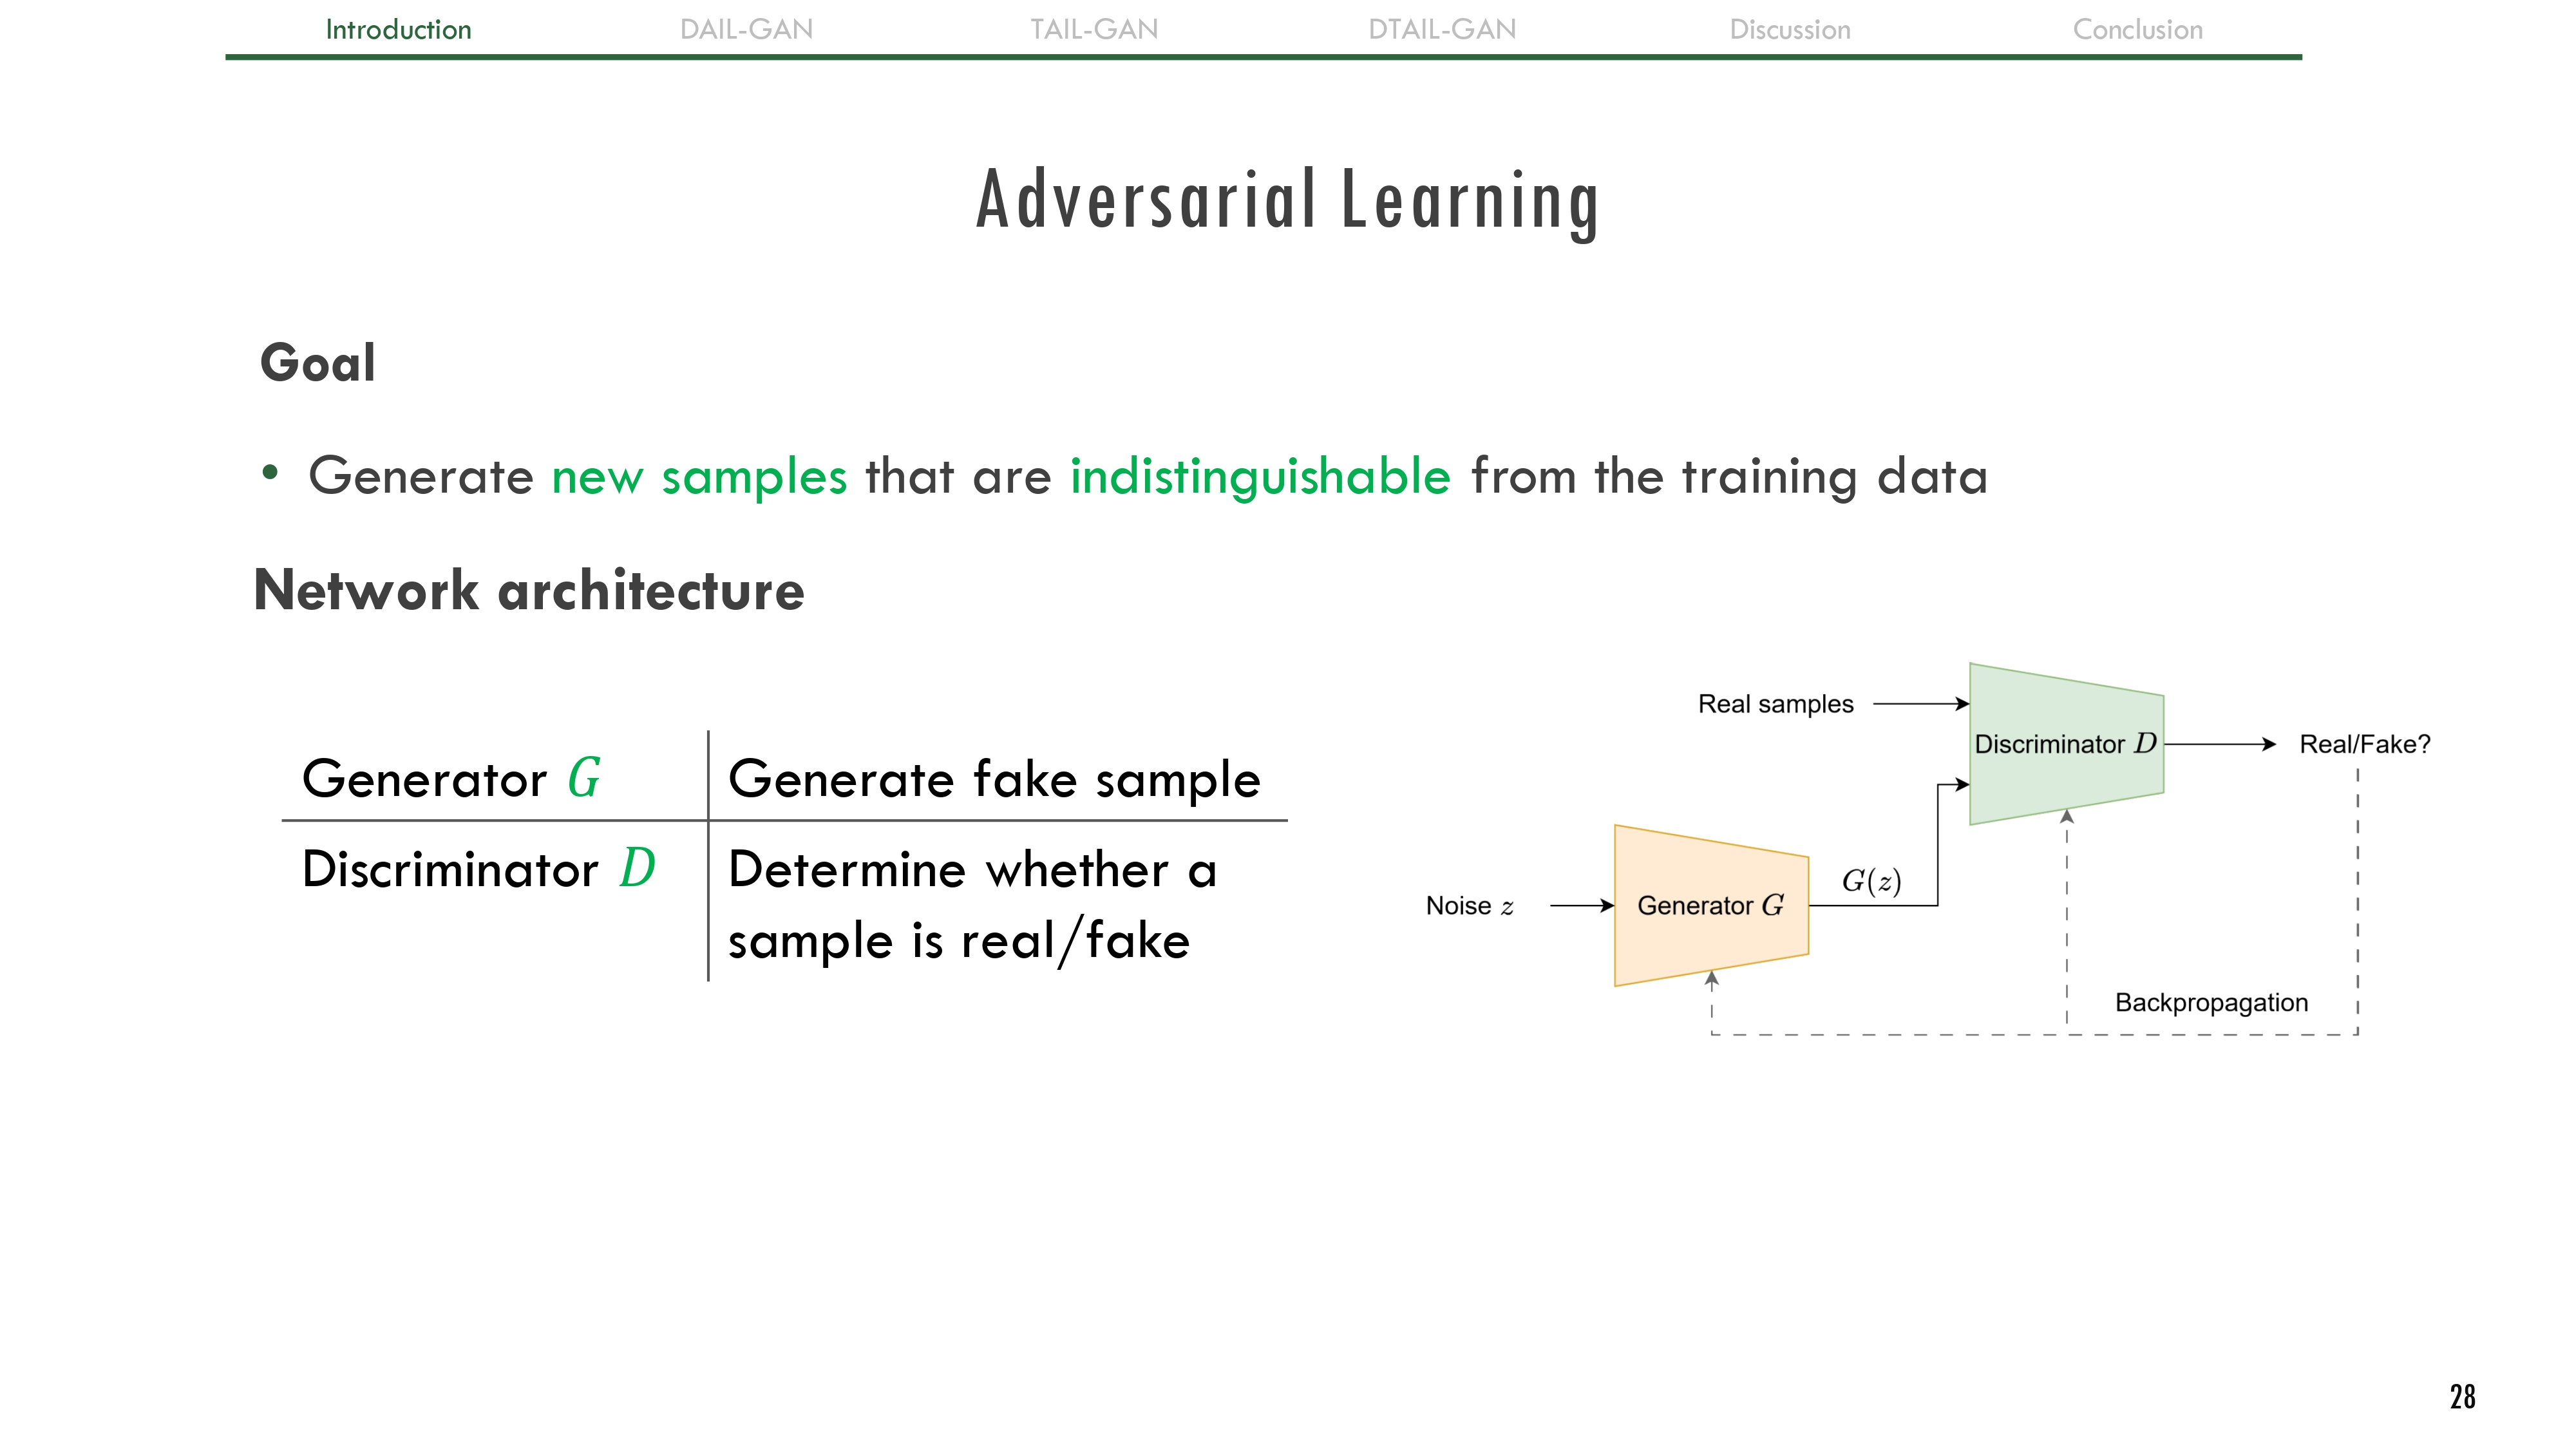 Introduction DAIL-GAN TAIL-GAN DTAIL-GAN Discussion Conclusion
Adversarial Learning
Goal
• Generate new samples that are indistinguishable from the training data
Network architecture
Generator G Generate fake sample
Discriminator D Determine whether a
sample is real/fake
Real samples
Discriminator D
Real/Fake?
Noise z
Generator G
G(z)
Backpropagation
28